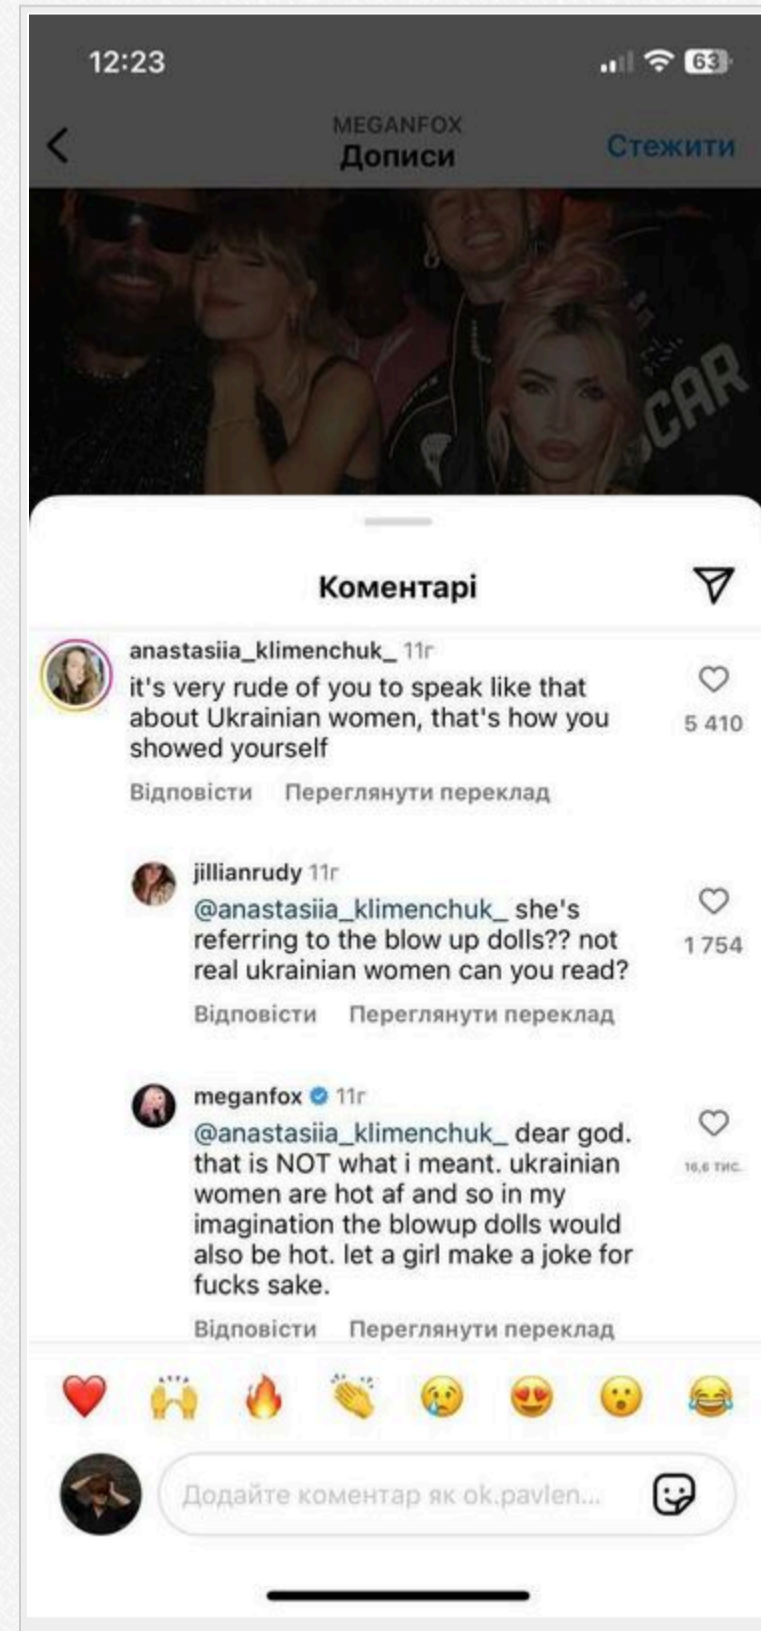 12:23
63
MEGANFOX
Дописи
Стежити
CAR
Коментарі
anastasiia_klimenchuk_ 11г
it's very rude of you to speak like that
about Ukrainian women, that's how you
showed yourself
5 410
Відповісти Переглянути переклад
jillianrudy 11г
@anastasiia_klimenchuk_ she's
referring to the blow up dolls?? not
real ukrainian women can you read?
1 754
Відповісти Переглянути переклад
meganfox 11г
@anastasiia_klimenchuk_ dear god.
that is NOT what i meant. ukrainian
women are hot af and so in my
imagination the blowup dolls would
also be hot. let a girl make a joke for
fucks sake.
16,6 тис.
Відповісти Переглянути переклад
Додайте коментар як ok.pavlen...